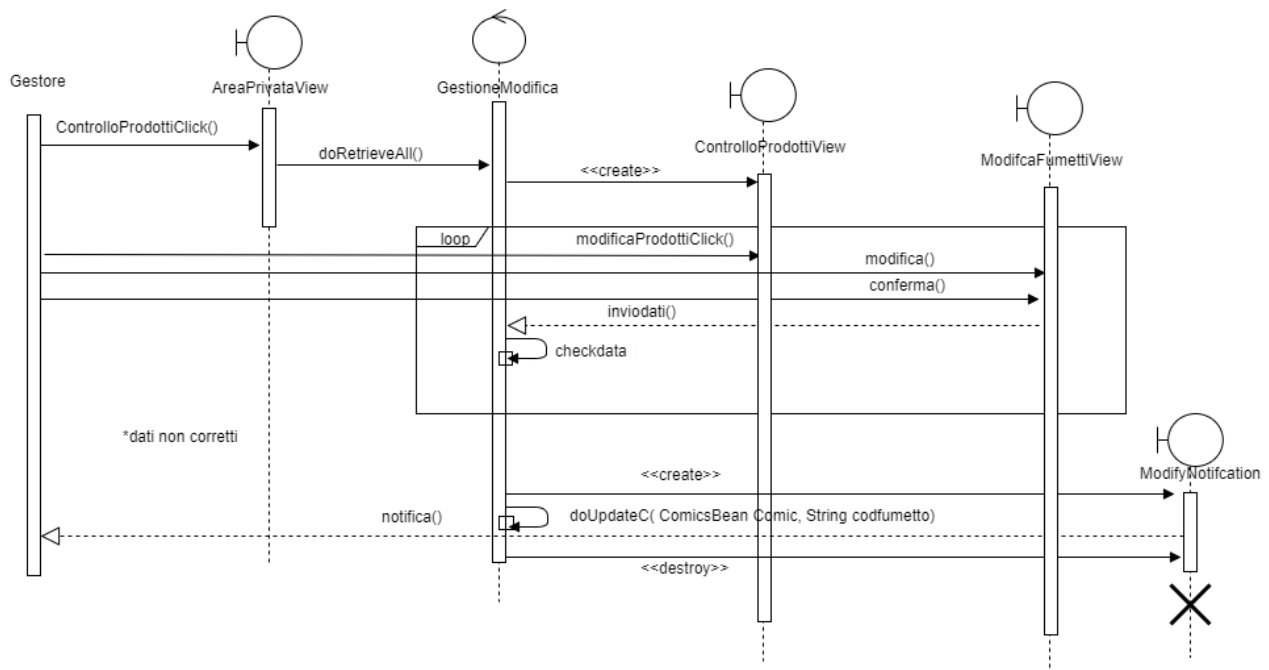 Gestore
AreaPrivataView
GestioneModifica
ControlloProdottiView
ModifcaFumettiView
ControlloProdottiClick()
doRetrieveAll()
<<create>>
loop
modificaProdottiClick()
modifica()
conferma()
inviodati()
checkdata
*dati non corretti
ModifyNotifcation
<<create>>
notifica()
doUpdateC( ComicsBean Comic, String codfumetto)
<<destroy>>